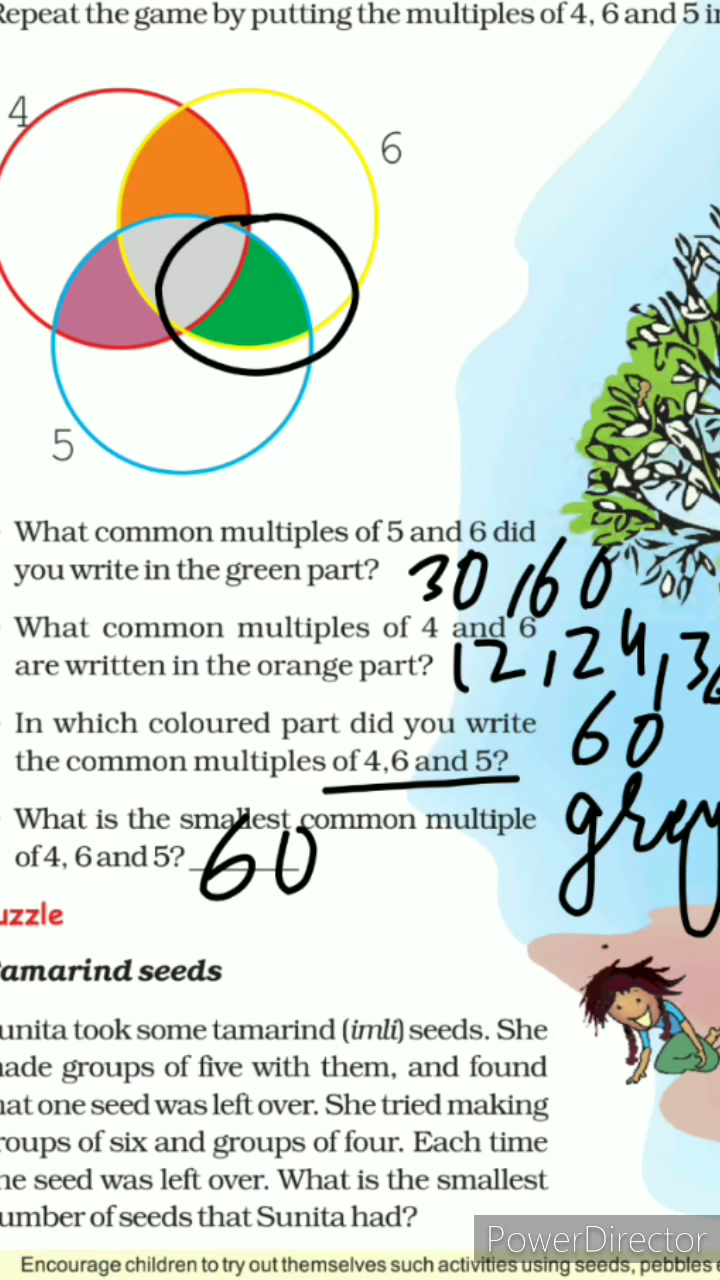 Repeat the game by putting the multiples of 4, 6 and 5 in
4
6
5
What common multiples of 5 and 6 did
you write in the green part? 30, 60
What common multiples of 4 and 6
are written in the orange part? 12, 24, 36
In which coloured part did you write
60
the common multiples of 4,6 and 5?
What is the smallest common multiple
grey
of 4, 6 and 5? 60
uzzle
amarind seeds
unita took some tamarind (imli) seeds. She
ade groups of five with them, and found
hat one seed was left over. She tried making
roups of six and groups of four. Each time
ne seed was left over. What is the smallest
umber of seeds that Sunita had?
PowerDirector
Encourage children to try out themselves such activities using seeds, pebbles